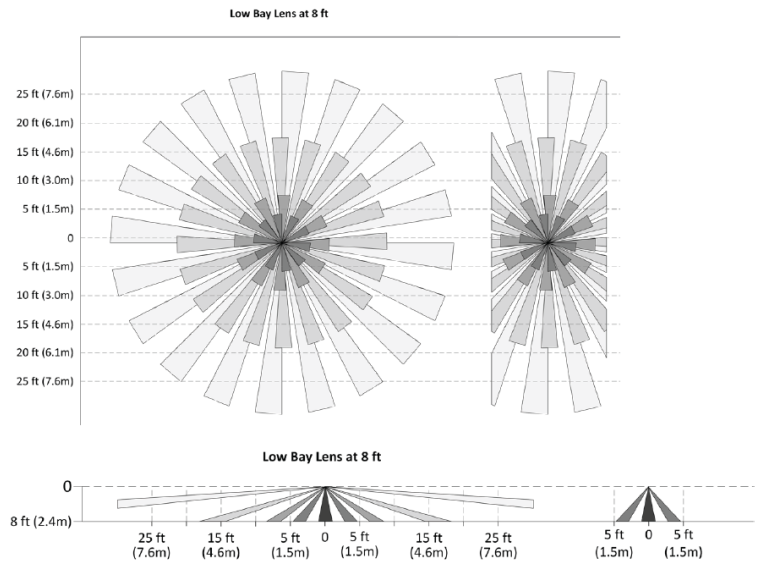 Low Bay Lens at 8 ft
25 ft (7.6m)
20 ft (6.1m)
15 ft (4.6m)
10 ft (3.0m)
5 ft (1.5m)
0
5 ft (1.5m)
10 ft (3.0m)
15 ft (4.6m)
20 ft (6.1m)
25 ft (7.6m)
Low Bay Lens at 8 ft
0
8 ft (2.4m)
25 ft 15 ft 5 ft 0 5 ft 15 ft 25 ft 5 ft 0 5 ft
(7.6m) (4.6m) (1.5m) (1.5m) (4.6m) (7.6m) (1.5m) (1.5m)